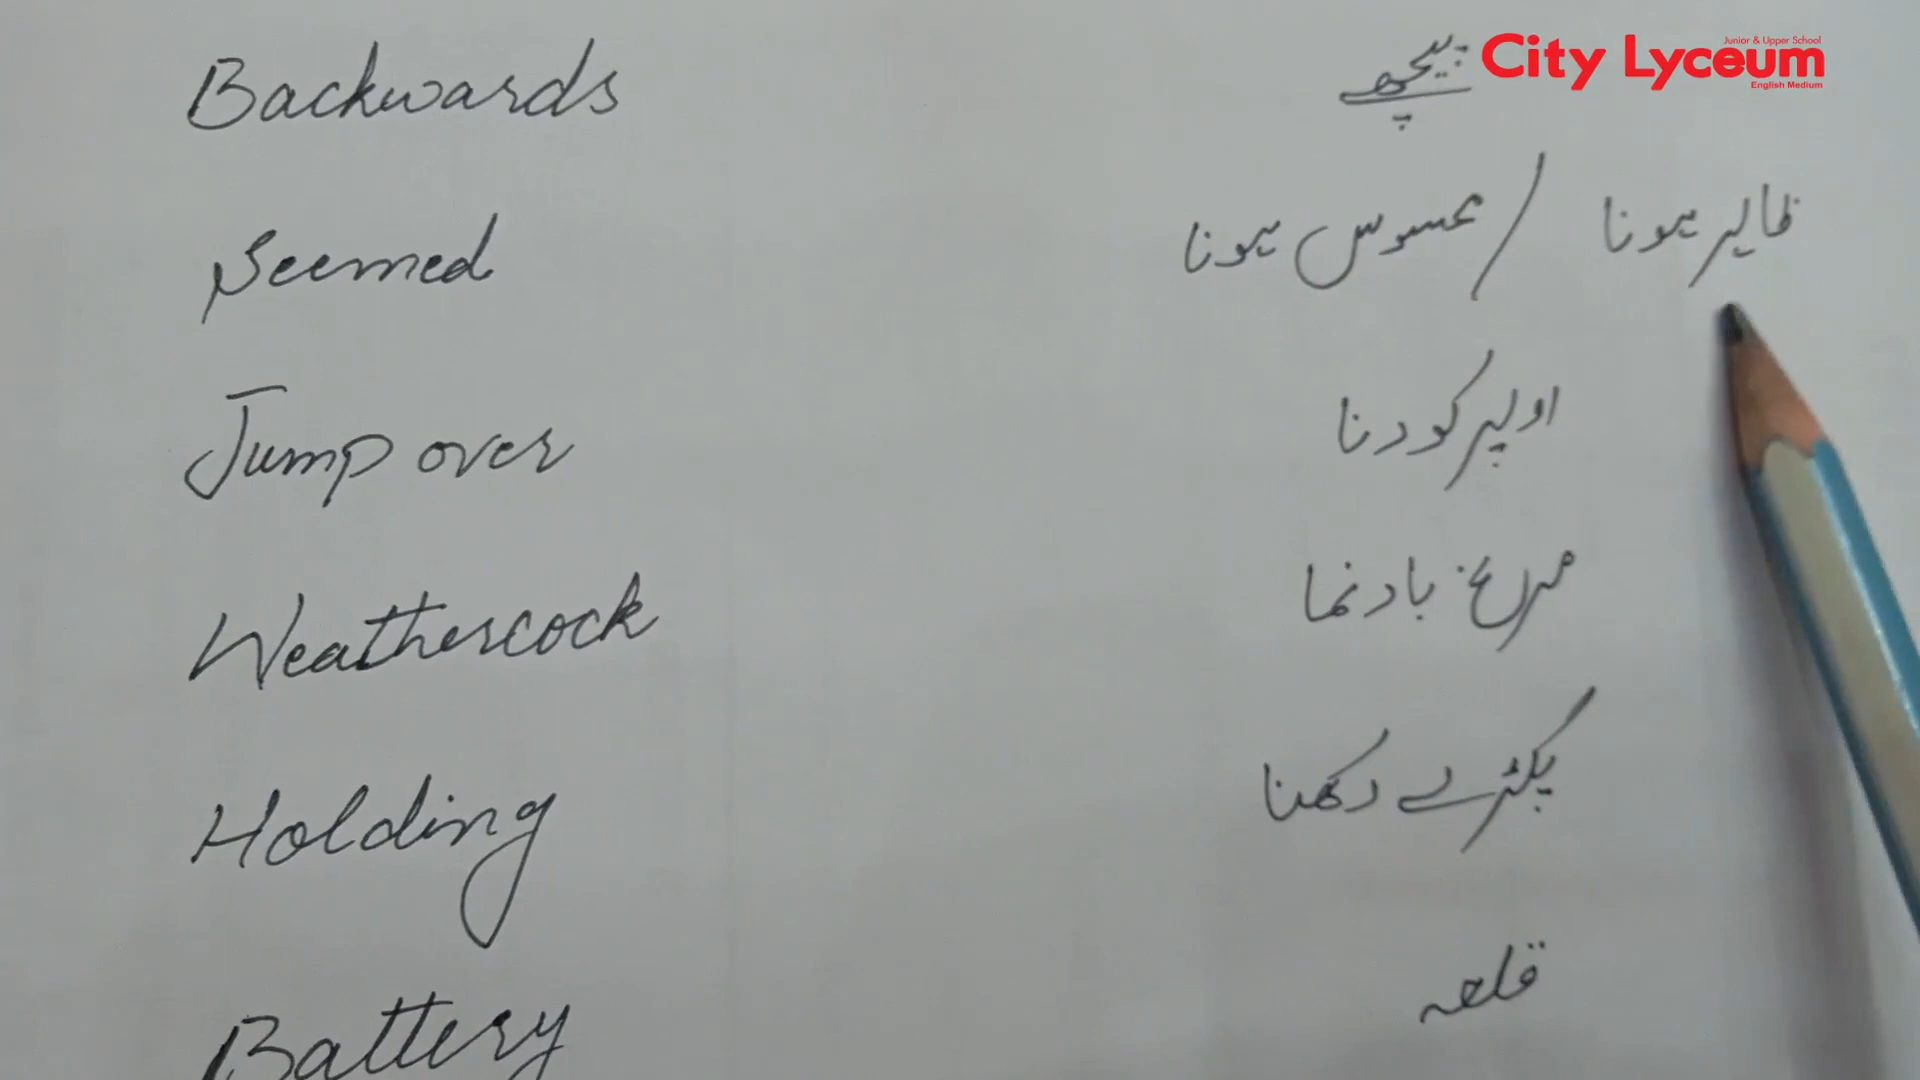 Junior & Upper School
City Lyceum
English Medium
Backwards پیچھے
Seemed ظاہر ہونا / محسوس ہونا
Jump over اوپر کودنا
Weathercock مرغ بادنما
Holding پکڑے رکھنا
Battery قلعہ